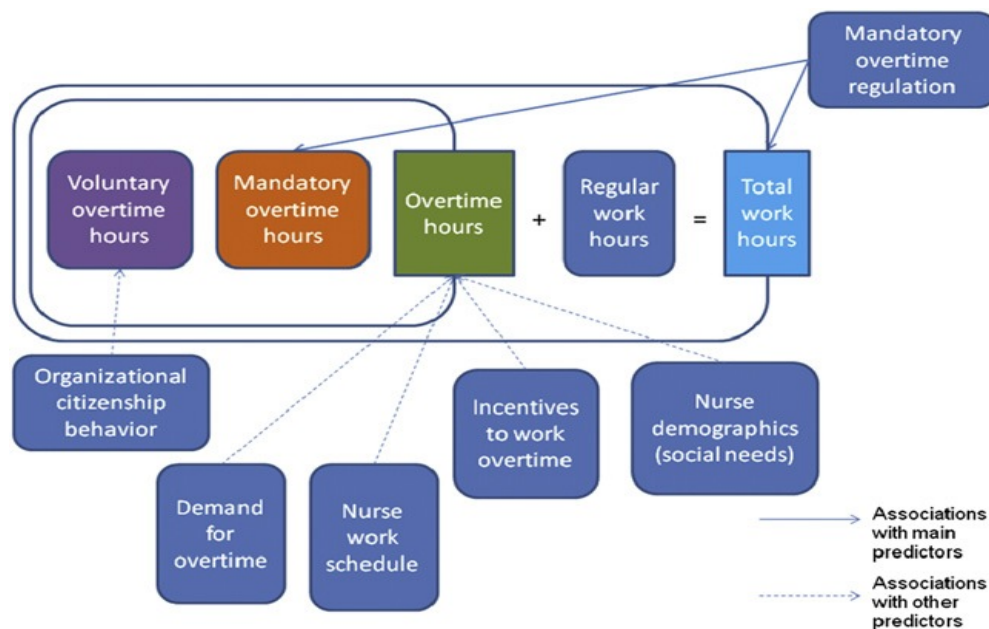 Mandatory
overtime
regulation
Voluntary
overtime
hours
Mandatory
overtime
hours
Overtime
hours
+
Regular
work
hours
=
Total
work
hours
Organizational
citizenship
behavior
Demand
for
overtime
Nurse
work
schedule
Incentives
to work
overtime
Nurse
demographics
(social needs)
Associations
with main
predictors
Associations
with other
predictors